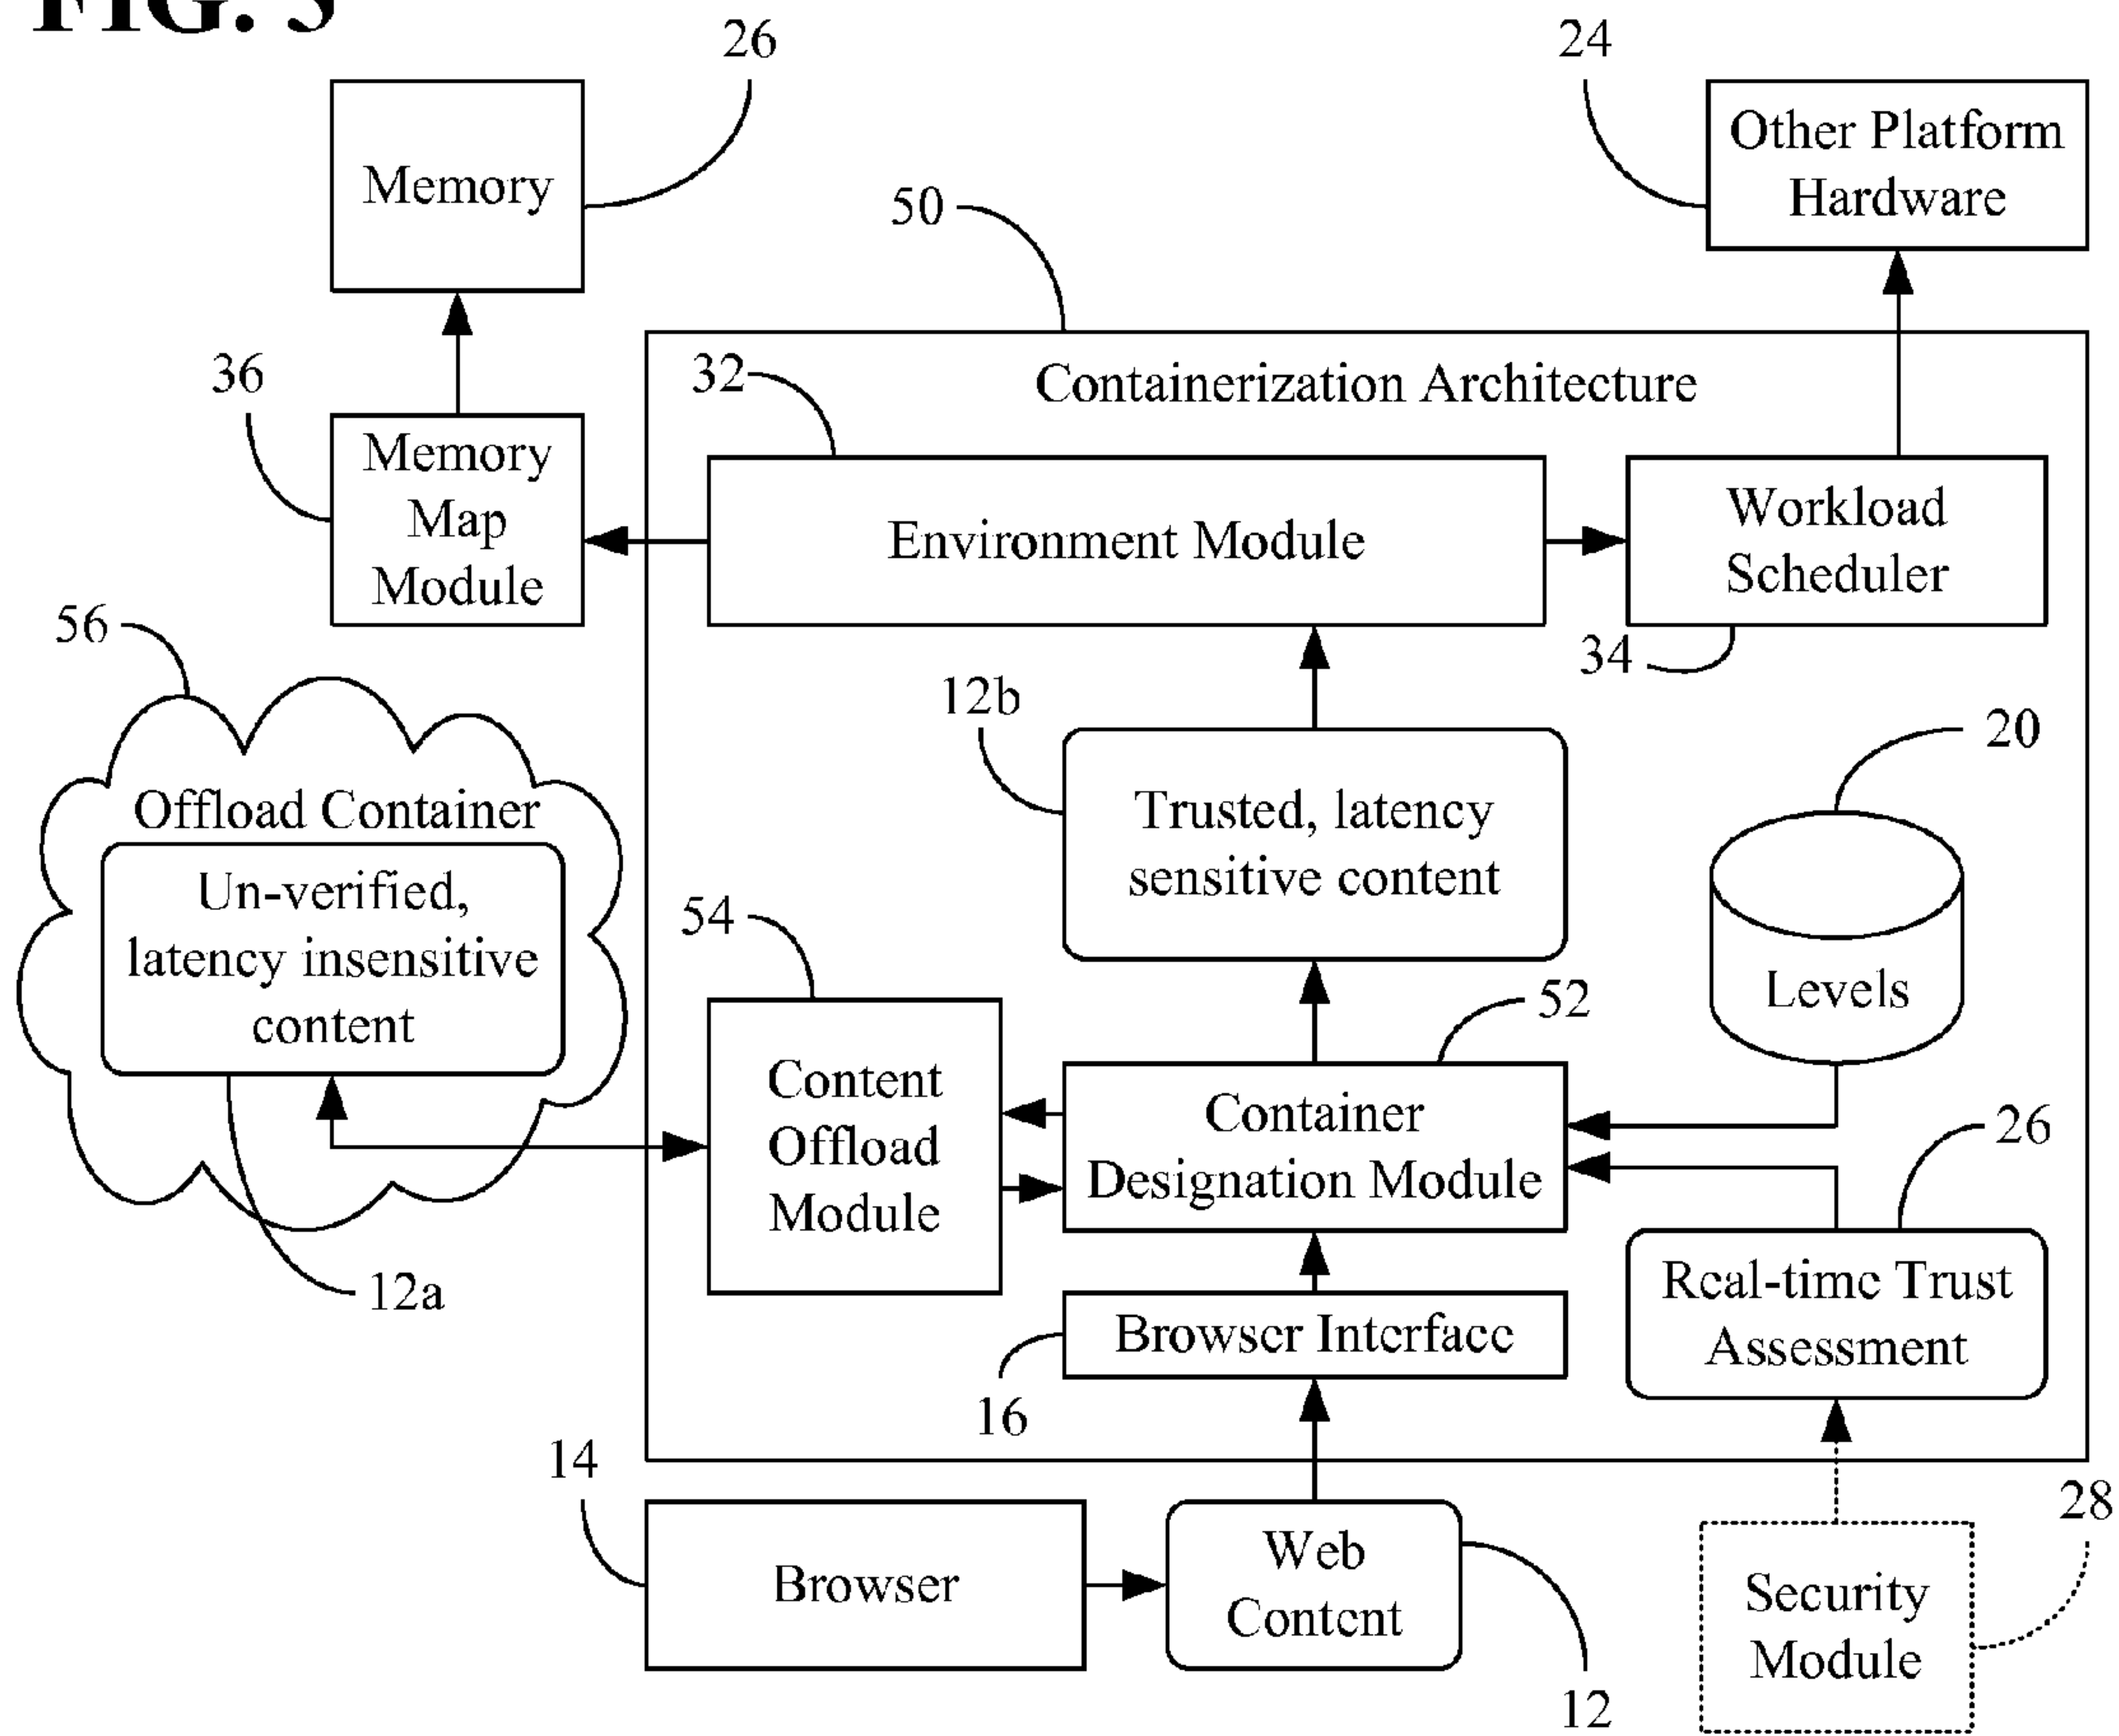 FIG. 3
26
24
Memory
Other Platform
Hardware
50
36
32
Containerization Architecture
Memory
Map
Module
Environment Module
Workload
Scheduler
56
34
12b
20
Offload Container
Trusted, latency
sensitive content
Un-verified,
latency insensitive
content
54
Levels
52
Content
Offload
Module
Container
Designation Module
26
12a
Browser Interface
Real-time Trust
Assessment
16
14
28
Browser
Web
Content
Security
Module
12